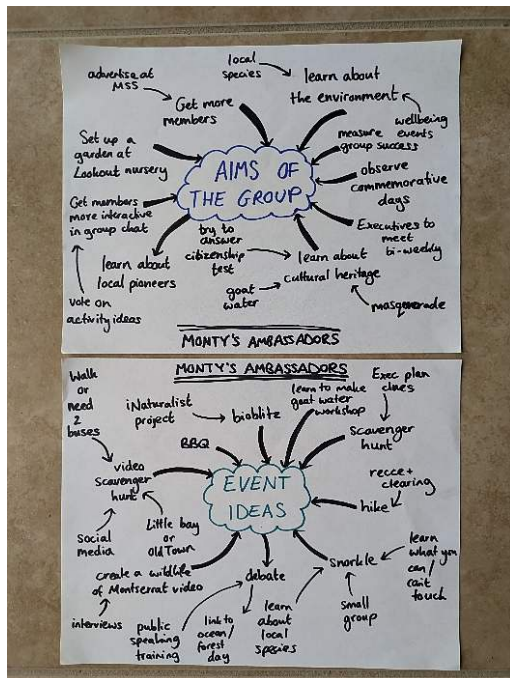 advertise at
MSS
local
species
learn about
the environment
Get more
members
wellbeing
events
measure
group success
Set up a
garden at
Lookout nursery
AIMS OF
THE GROUP
observe
commemorative
days
Get members
more interactive
in group chat
Executives to
meet
bi-weekly
try to
answer
citizenship
test
learn about
cultural heritage
learn about
local pioneers
goat
water
masquerade
vote on
activity ideas
MONTY'S AMBASSADORS
MONTY'S AMBASSADORS
Walk
or
need
2
buses
iNaturalist
project
bioblitz
learn to make
goat water
workshop
Exec plan
clues
Scavenger
hunt
BBQ
video
scavenger
hunt
EVENT
IDEAS
recce +
clearing
hike
Social
media
Little bay
or
Old Town
create a wildlife
of Montserrat video
debate
snorkle
learn
what you
can/
can't
touch
interviews
public
speaking
training
link to
ocean/
forest
day
learn
about
local
species
small
group